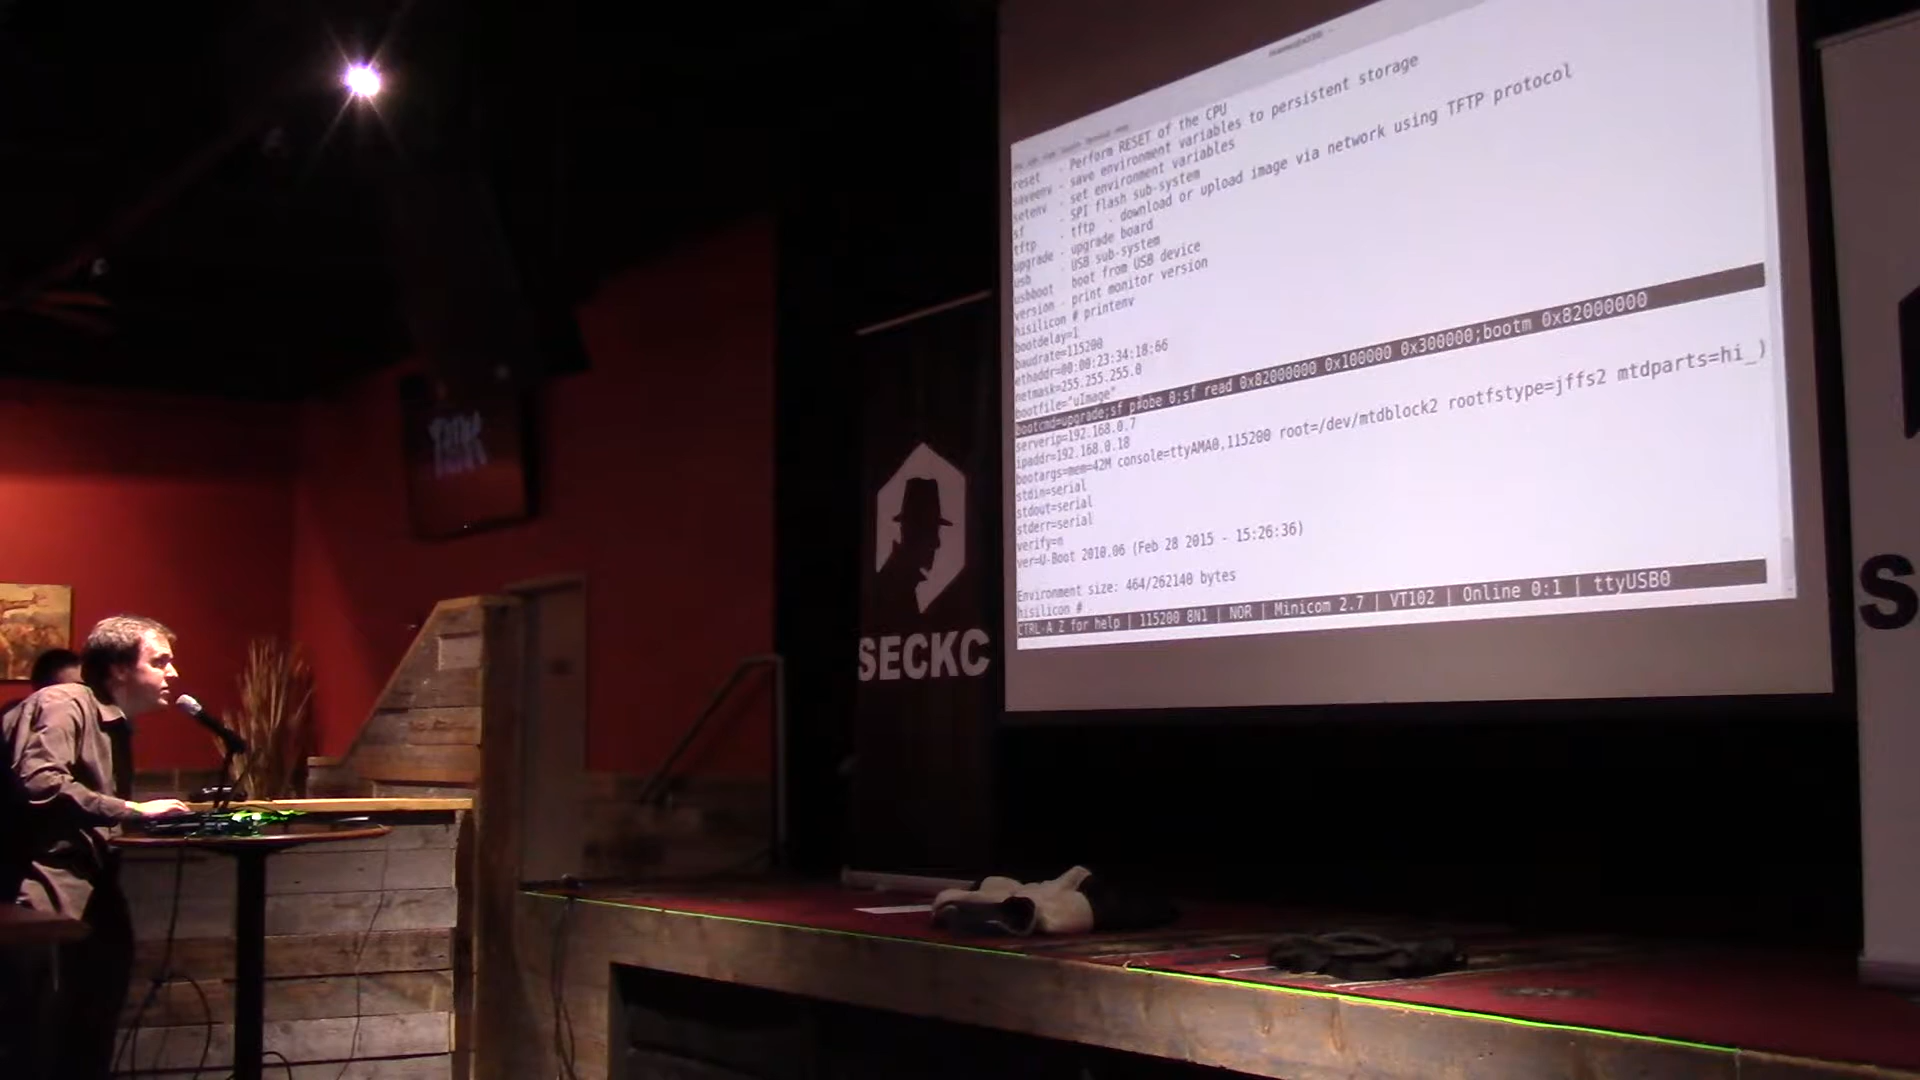 reset - Perform RESET of the CPU
saveenv - save environment variables to persistent storage
setenv - set environment variables
sf - SPI flash sub-system
tftp - tftp - download or upload image via network using TFTP protocol
upgrade - upgrade board
usb - USB sub-system
usbboot - boot from USB device
version - print monitor version
hisilicon # printenv
bootdelay=1
baudrate=115200
ethaddr=00:00:23:34:18:66
netmask=255.255.255.0
bootfile="uImage"
bootcmd=upgrade;sf probe 0;sf read 0x82000000 0x100000 0x300000;bootm 0x82000000
serverip=192.168.0.7
ipaddr=192.168.0.18
bootargs=mem=42M console=ttyAMA0,115200 root=/dev/mtdblock2 rootfstype=jffs2 mtdparts=hi_)
stdin=serial
stdout=serial
stderr=serial
verify=n
ver=U-Boot 2010.06 (Feb 28 2015 - 15:26:36)
Environment size: 464/262140 bytes
hisilicon #
CTRL-A Z for help | 115200 8N1 | NOR | Minicom 2.7 | VT102 | Online 0:1 | ttyUSB0
SECKC
S